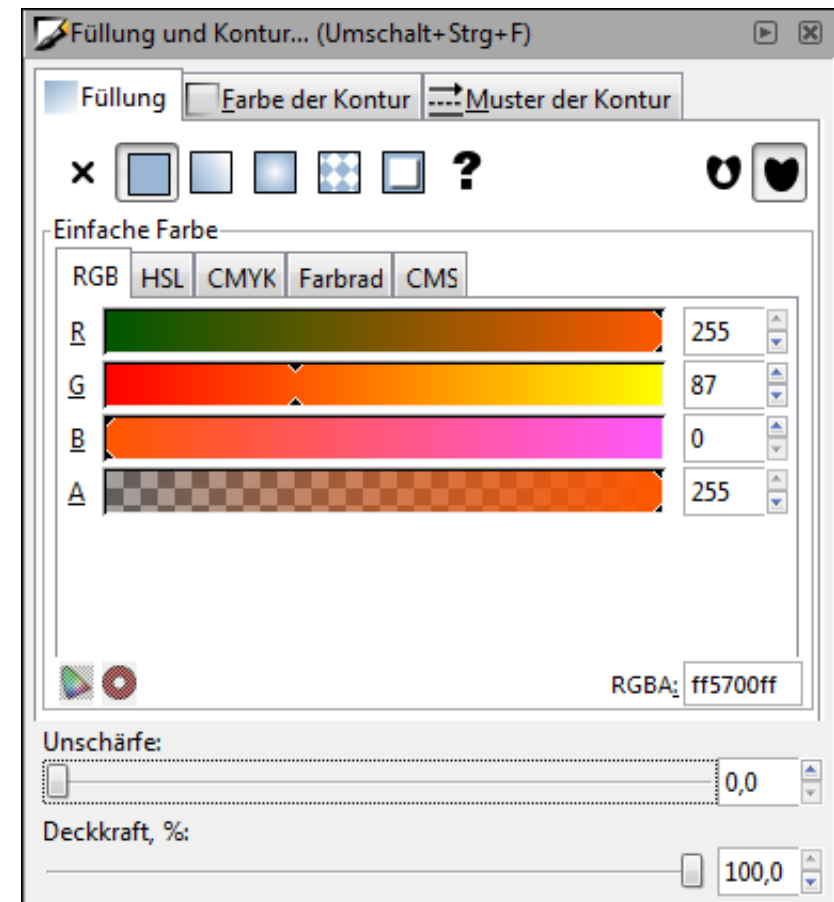 Füllung und Kontur... (Umschalt+Strg+F)
Füllung Farbe der Kontur Muster der Kontur
?
Einfache Farbe
RGB HSL CMYK Farbrad CMS
R 255
G 87
B 0
A 255
RGBA: ff5700ff
Unschärfe:
0,0
Deckkraft, %:
100,0